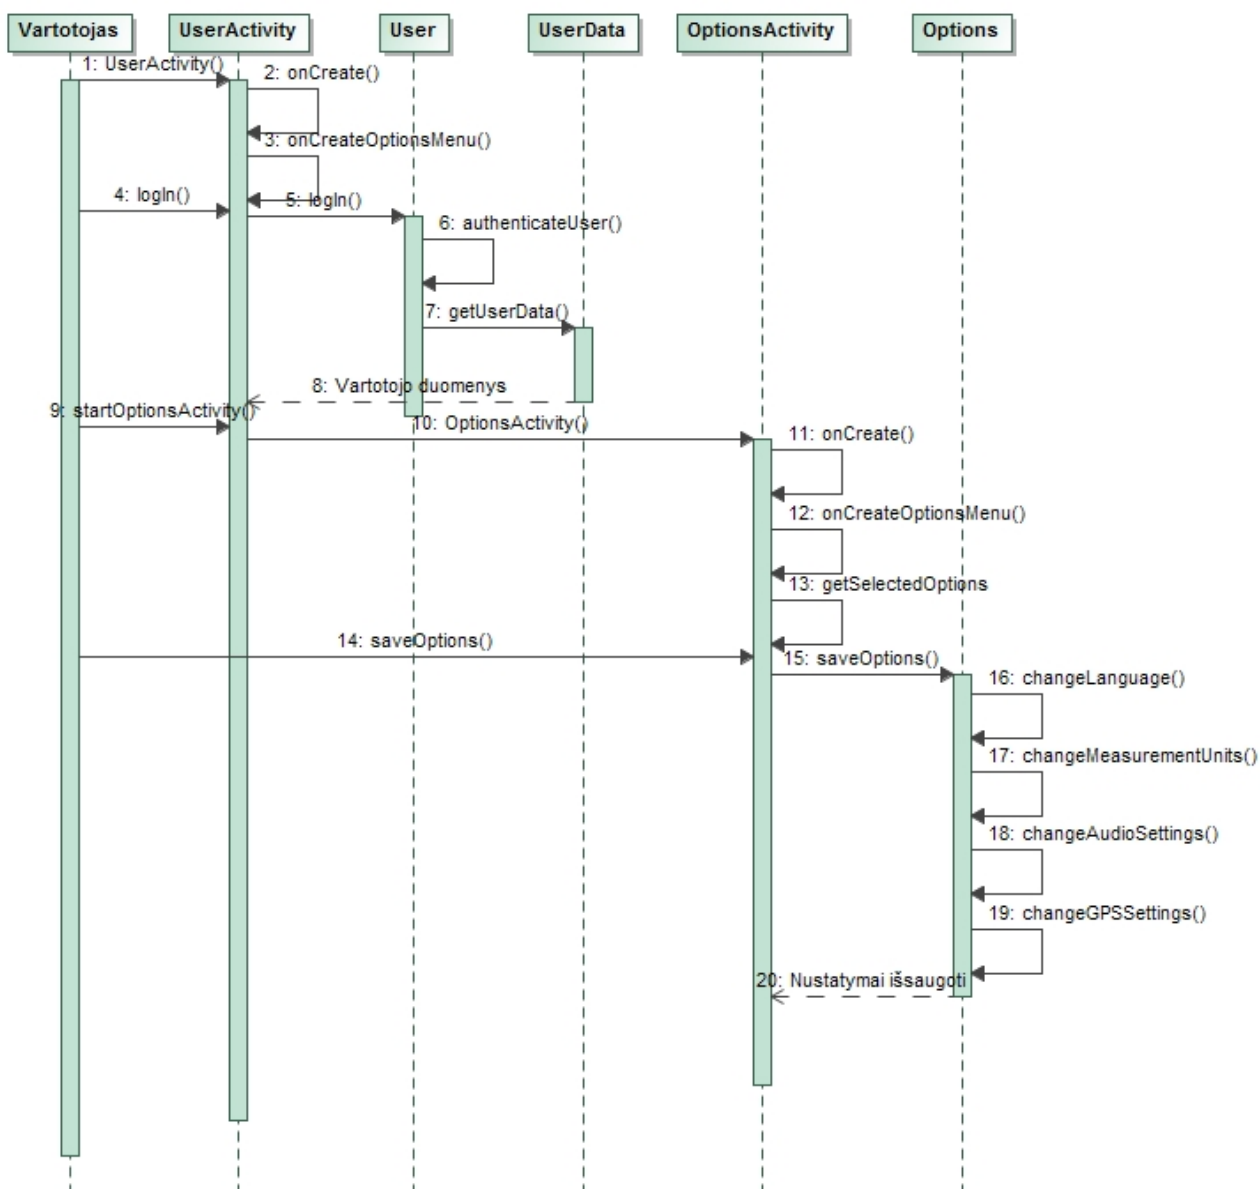 Vartotojas
UserActivity
User
UserData
OptionsActivity
Options
1: UserActivity()
2: onCreate()
3: onCreateOptionsMenu()
4: logIn()
5: logIn()
6: authenticateUser()
7: getUserData()
8: Vartotojo duomenys
9: startOptionsActivity()
10: OptionsActivity()
11: onCreate()
12: onCreateOptionsMenu()
13: getSelectedOptions
14: saveOptions()
15: saveOptions()
16: changeLanguage()
17: changeMeasurementUnits()
18: changeAudioSettings()
19: changeGPSSettings()
20: Nustatymai išsaugoti